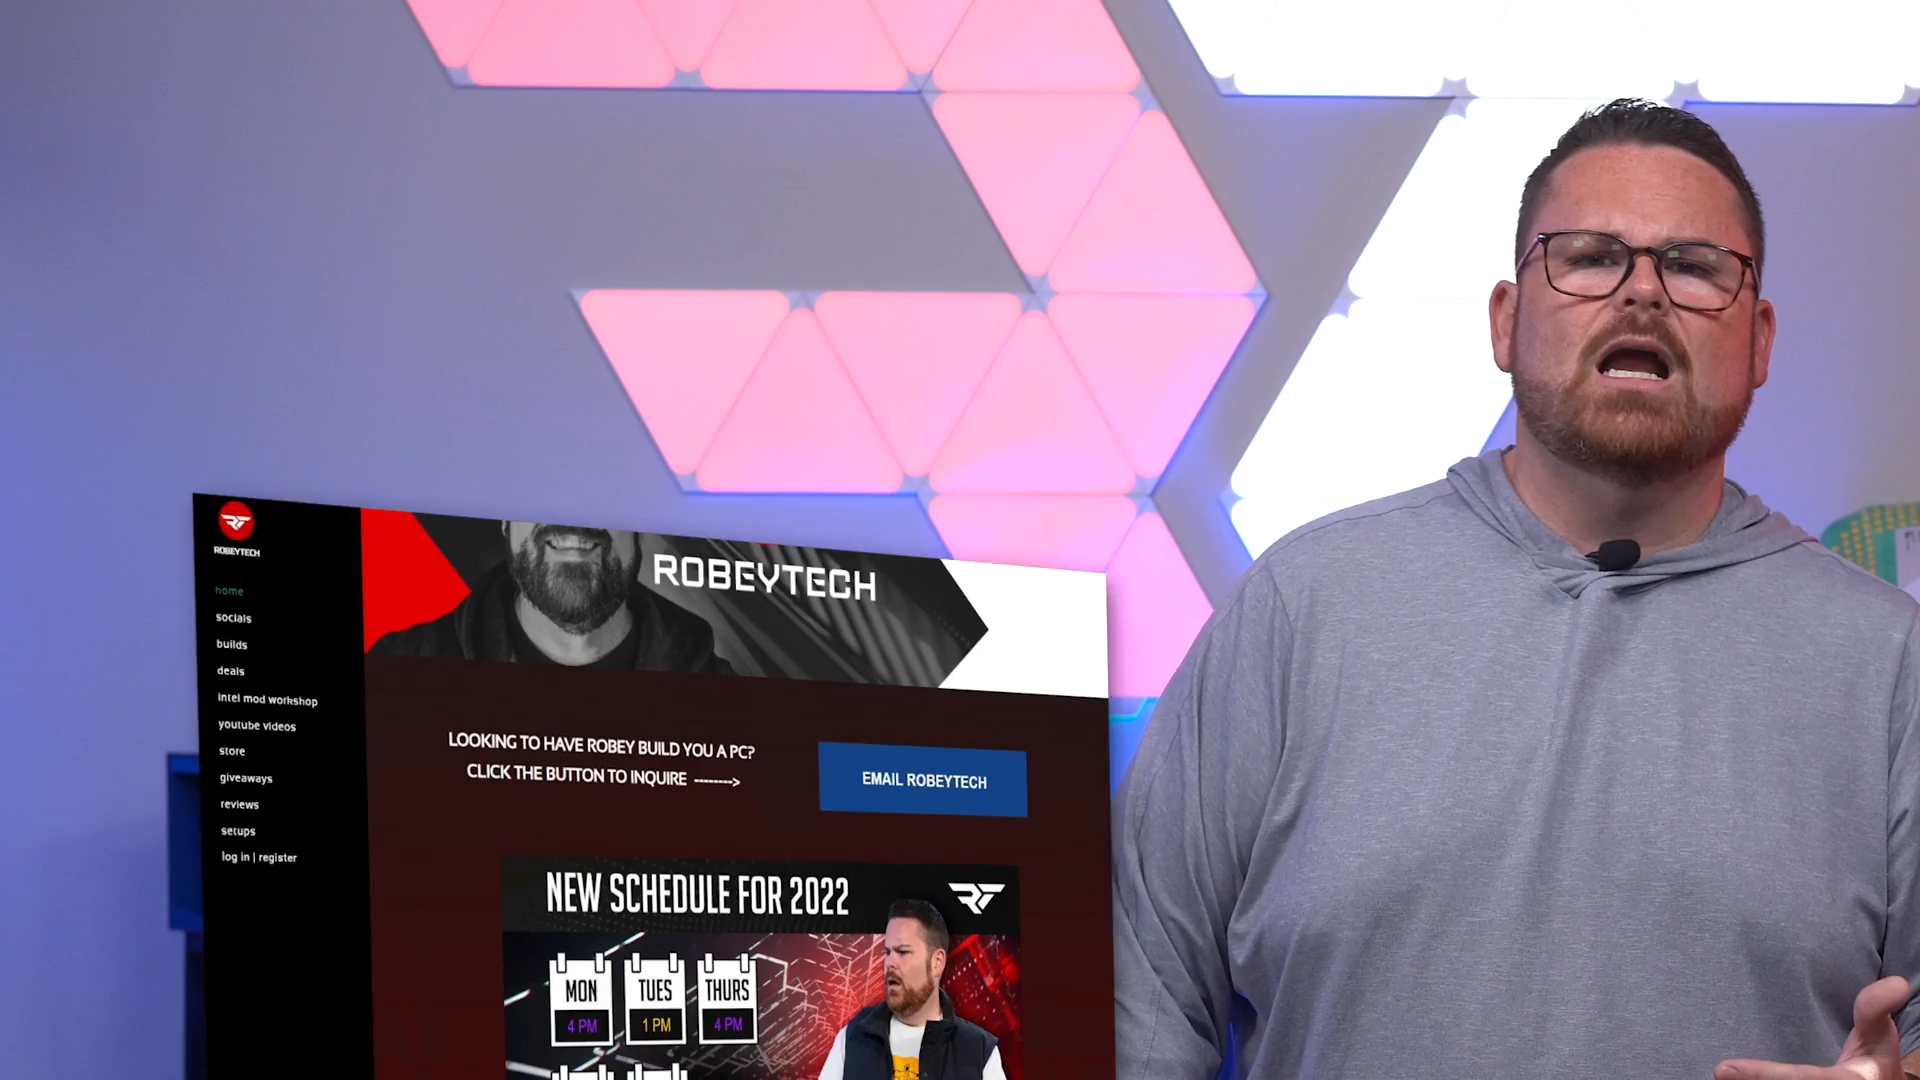 ROBEYTECH
home
socials
builds
deals
intel mod workshop
youtube videos
store
giveaways
reviews
setups
log in | register
ROBEYTECH
LOOKING TO HAVE ROBEY BUILD YOU A PC?
CLICK THE BUTTON TO INQUIRE -------->
EMAIL ROBEYTECH
NEW SCHEDULE FOR 2022
MON
4 PM
TUES
1 PM
THURS
4 PM